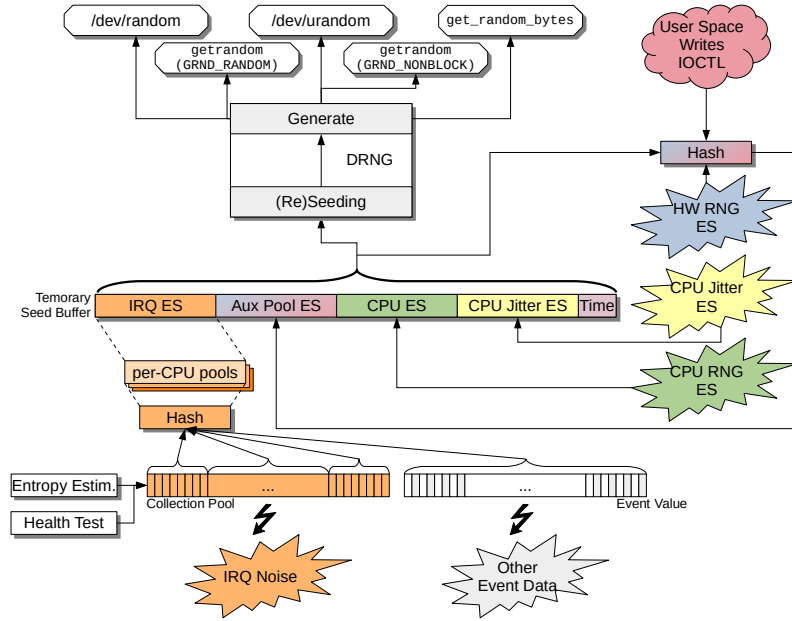 /dev/random
/dev/urandom
get_random_bytes
getrandom
(GRND_RANDOM)
getrandom
(GRND_NONBLOCK)
User Space
Writes
IOCTL
Generate
DRNG
(Re)Seeding
Hash
HW RNG
ES
Temorary
Seed Buffer
IRQ ES
Aux Pool ES
CPU ES
CPU Jitter ES
Time
CPU Jitter
ES
per-CPU pools
CPU RNG
ES
Hash
Entropy Estim.
...
...
Collection Pool
Event Value
Health Test
IRQ Noise
Other
Event Data